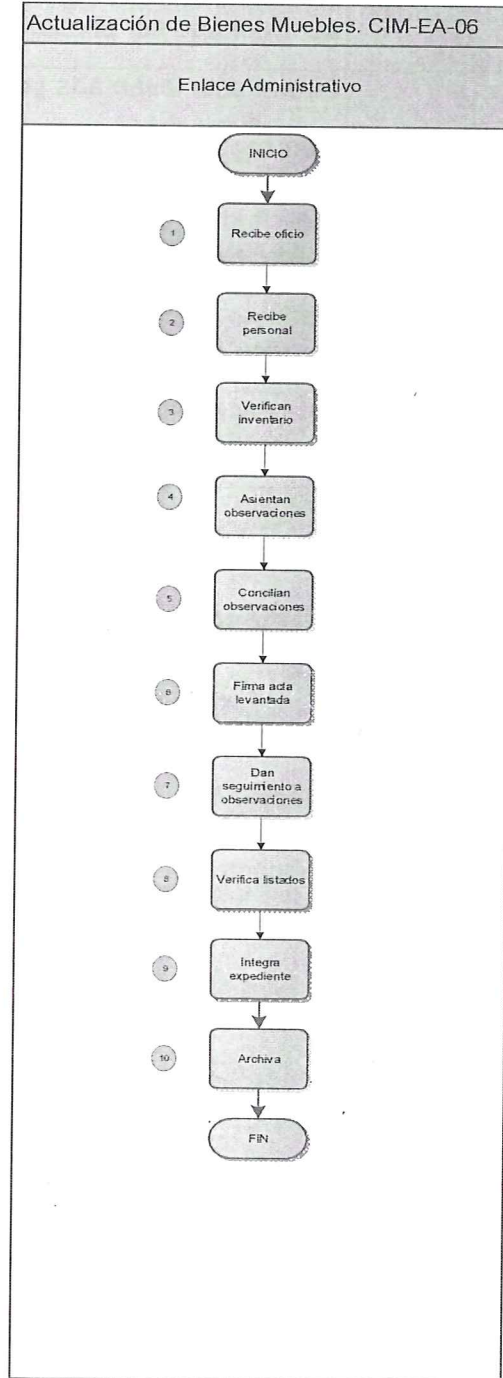 Actualización de Bienes Muebles. CIM-EA-06
Enlace Administrativo
INICIO
1
Recibe oficio
2
Recibe
personal
3
Verifican
inventario
4
Asientan
observaciones
5
Concilian
observaciones
6
Firma acta
levantada
7
Dan
seguimiento a
observaciones
8
Verifica listados
9
Integra
expediente
10
Archiva
FIN